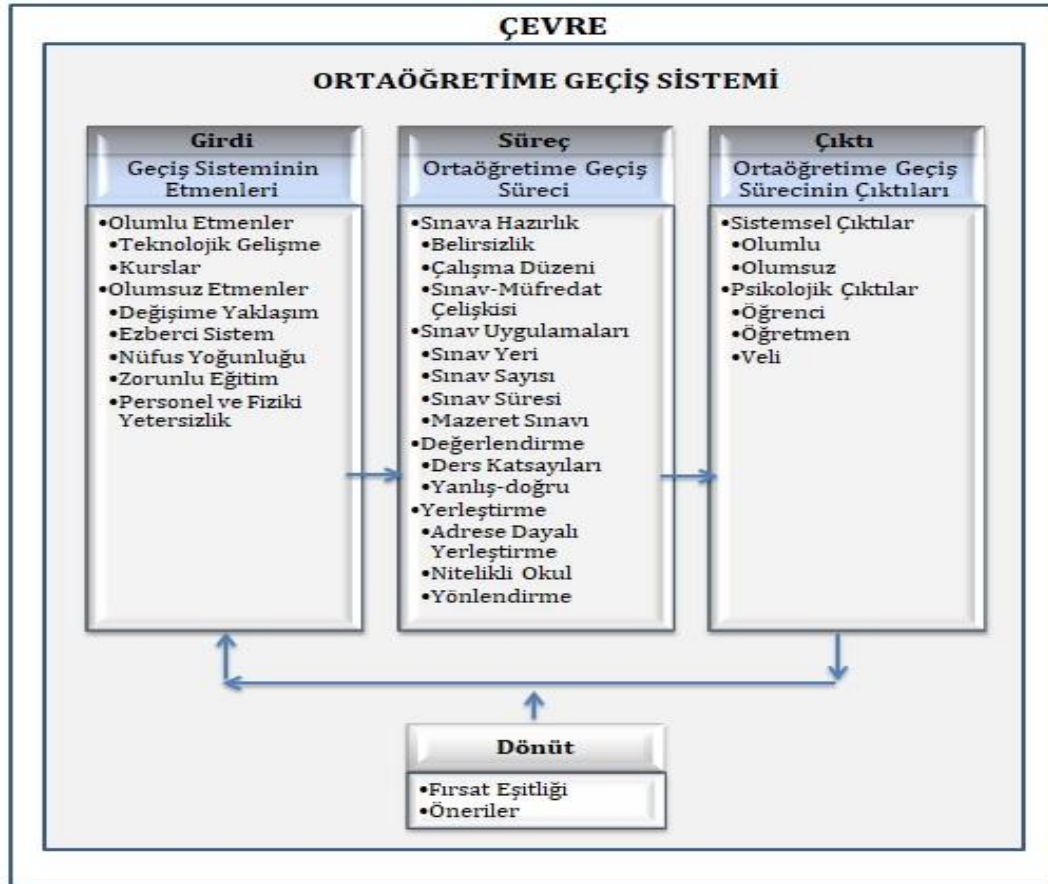 ÇEVRE
ORTAÖĞRETİME GEÇİŞ SİSTEMİ
Girdi
Geçiş Sisteminin
Etmenleri
•Olumlu Etmenler
•Teknolojik Gelişme
•Kurslar
•Olumsuz Etmenler
•Değişime Yaklaşım
•Ezberci Sistem
•Nüfus Yoğunluğu
•Zorunlu Eğitim
•Personel ve Fiziki
Yetersizlik
Süreç
Ortaöğretime Geçiş
Süreci
•Sınava Hazırlık
•Belirsizlik
•Çalışma Düzeni
•Sınav-Müfredat
Çelişkisi
•Sınav Uygulamaları
•Sınav Yeri
•Sınav Sayısı
•Sınav Süresi
•Mazeret Sınavı
•Değerlendirme
•Ders Katsayıları
•Yanlış-doğru
•Yerleştirme
•Adrese Dayalı
Yerleştirme
•Nitelikli Okul
•Yönlendirme
Çıktı
Ortaöğretime Geçiş
Sürecinin Çıktıları
•Sistemsel Çıktılar
•Olumlu
•Olumsuz
•Psikolojik Çıktılar
•Öğrenci
•Öğretmen
•Veli
Dönüt
•Fırsat Eşitliği
•Öneriler